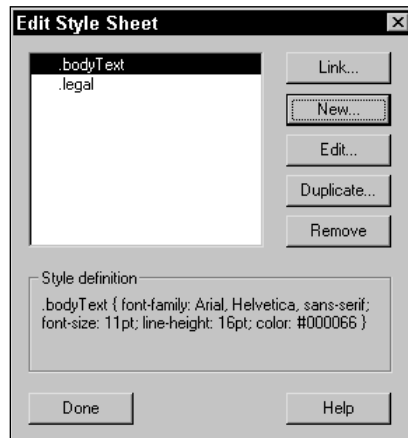 Edit Style Sheet
.bodyText
.legal
Link...
New...
Edit...
Duplicate...
Remove
Style definition
.bodyText { font-family: Arial, Helvetica, sans-serif;
font-size: 11pt; line-height: 16pt; color: #000066 }
Done
Help